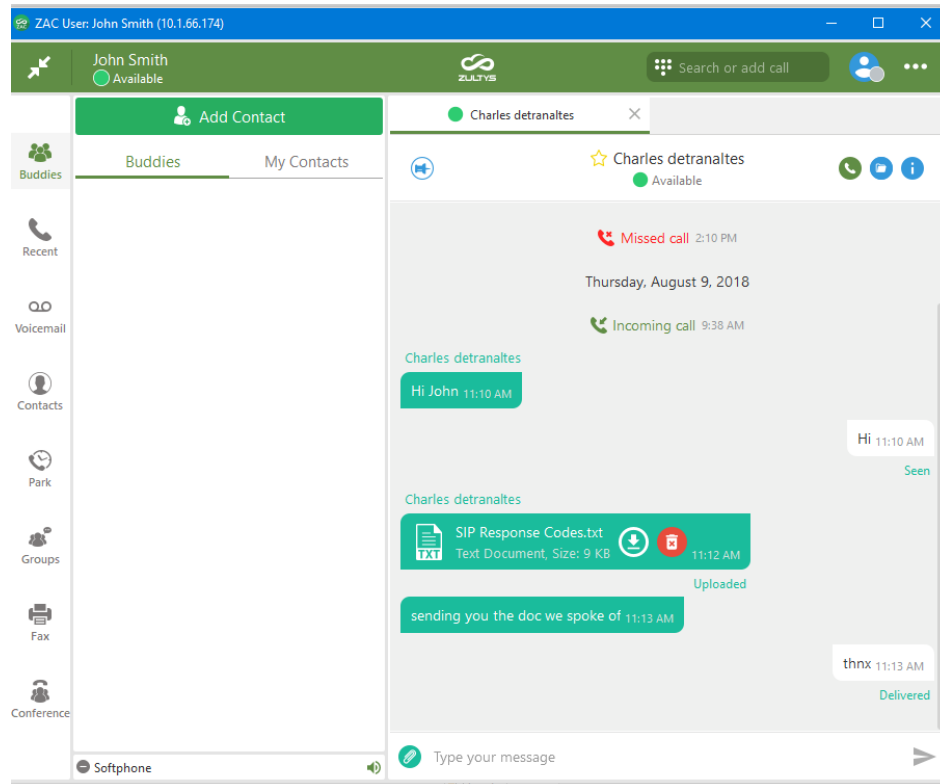 ZAC User: John Smith (10.1.66.174)
John Smith
Available
ZULTYS
Search or add call
Add Contact
Buddies
My Contacts
Buddies
Recent
Voicemail
Contacts
Park
Groups
Fax
Conference
Softphone
Charles detranaltes
Charles detranaltes
Available
Missed call 2:10 PM
Thursday, August 9, 2018
Incoming call 9:38 AM
Charles detranaltes
Hi John 11:10 AM
Hi 11:10 AM
Seen
Charles detranaltes
SIP Response Codes.txt
TXT
Text Document, Size: 9 KB
11:12 AM
Uploaded
sending you the doc we spoke of 11:13 AM
thnx 11:13 AM
Delivered
Type your message